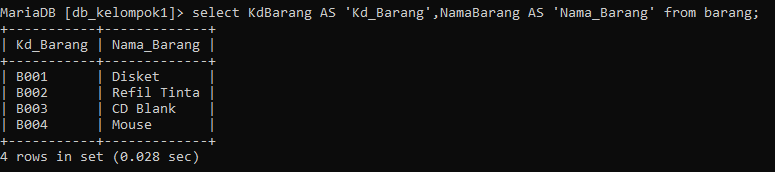 MariaDB [db_kelompok1]> select KdBarang AS 'Kd_Barang',NamaBarang AS 'Nama_Barang' from barang;
+-----------+-------------+
| Kd_Barang | Nama_Barang |
+-----------+-------------+
| B001      | Disket      |
| B002      | Refil Tinta |
| B003      | CD Blank    |
| B004      | Mouse       |
+-----------+-------------+
4 rows in set (0.028 sec)